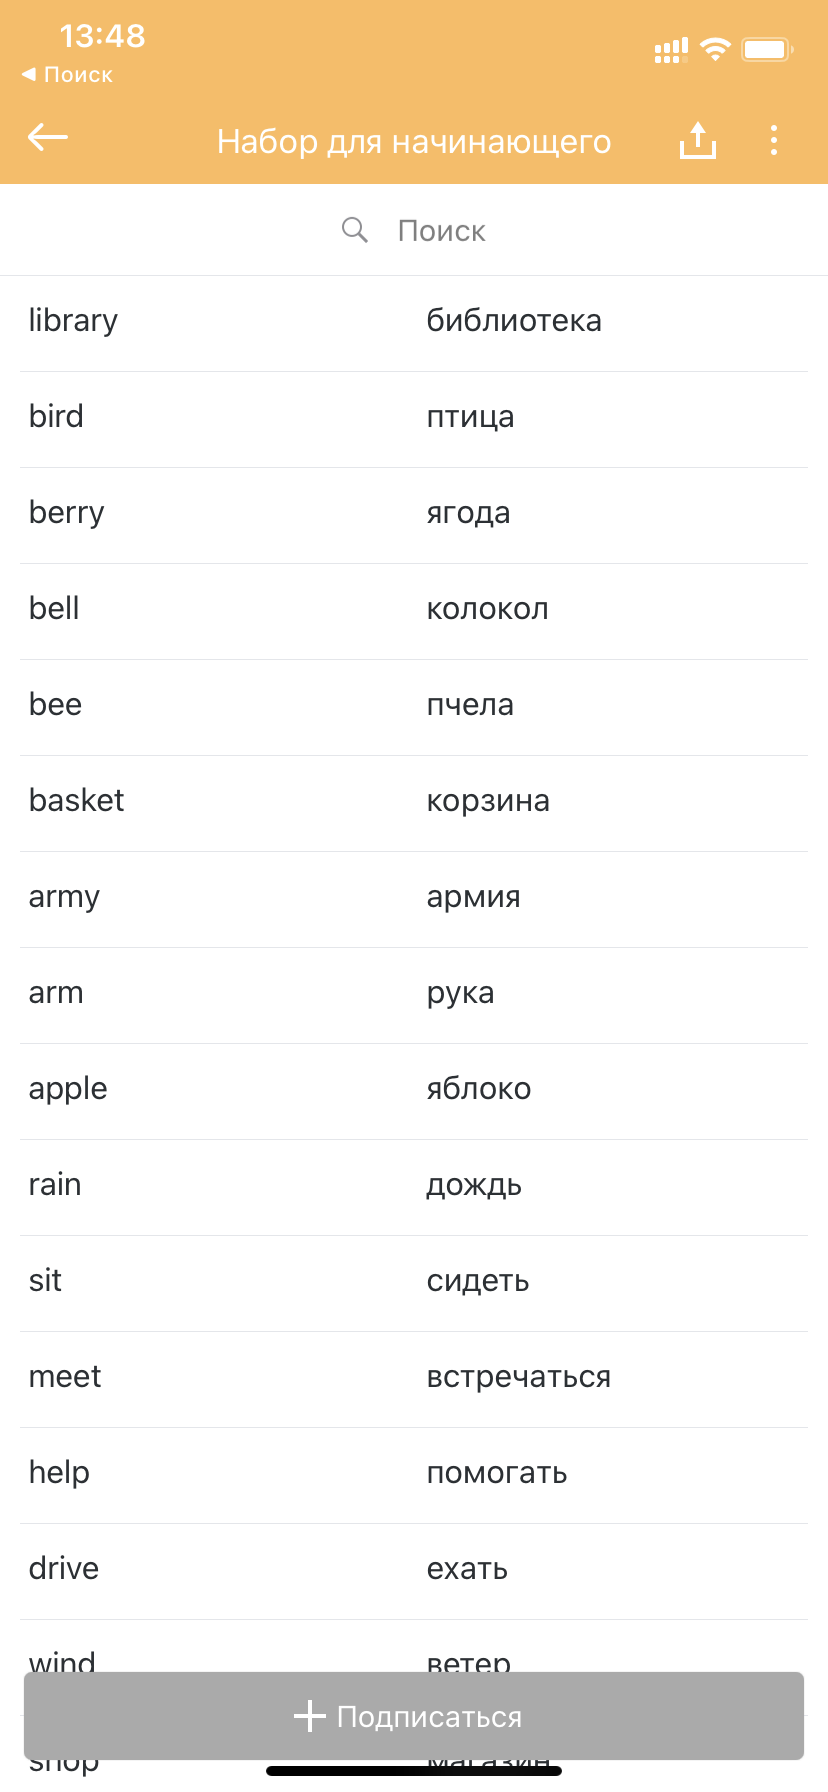 13:48
◀ Поиск
Набор для начинающего
Поиск
library библиотека
bird птица
berry ягода
bell колокол
bee пчела
basket корзина
army армия
arm рука
apple яблоко
rain дождь
sit сидеть
meet встречаться
help помогать
drive ехать
wind ветер
+ Подписаться
shop магазин